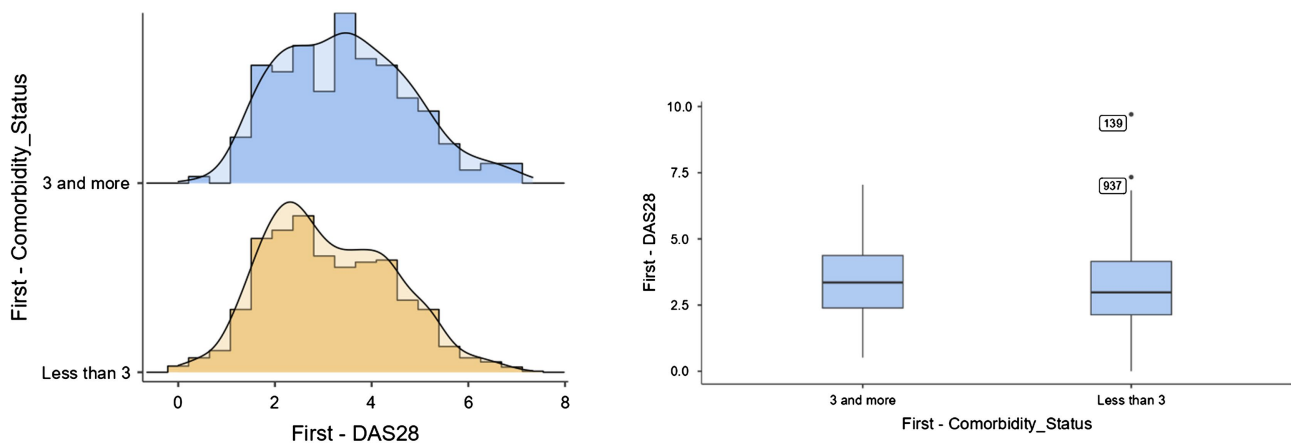 First - Comorbidity_Status
3 and more
Less than 3
0 2 4 6 8
First - DAS28
First - DAS28
10.0
7.5
5.0
2.5
0.0
139
937
3 and more Less than 3
First - Comorbidity_Status